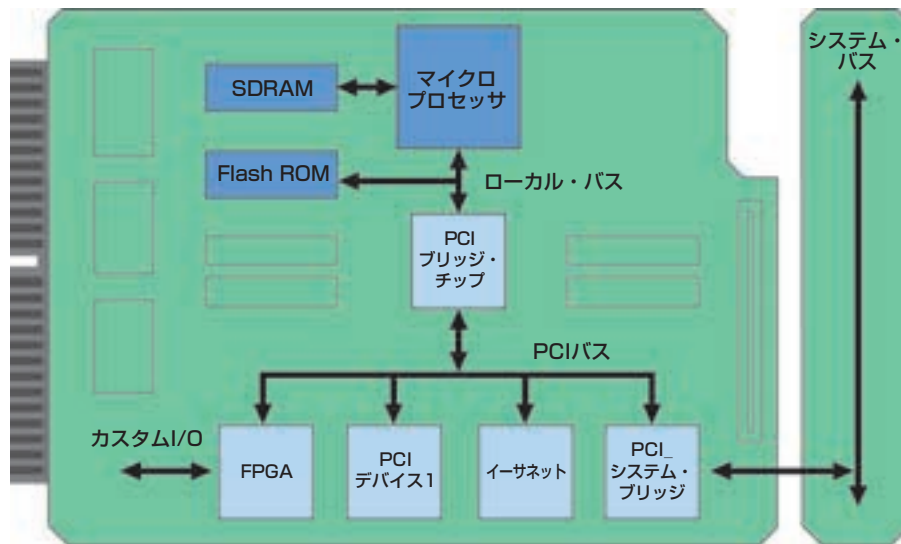 システム・
バス
SDRAM
マイクロ
プロセッサ
Flash ROM
ローカル・バス
PCI
ブリッジ・
チップ
PCIバス
カスタムI/O
FPGA
PCI
デバイス1
イーサネット
PCI_
システム・
ブリッジ